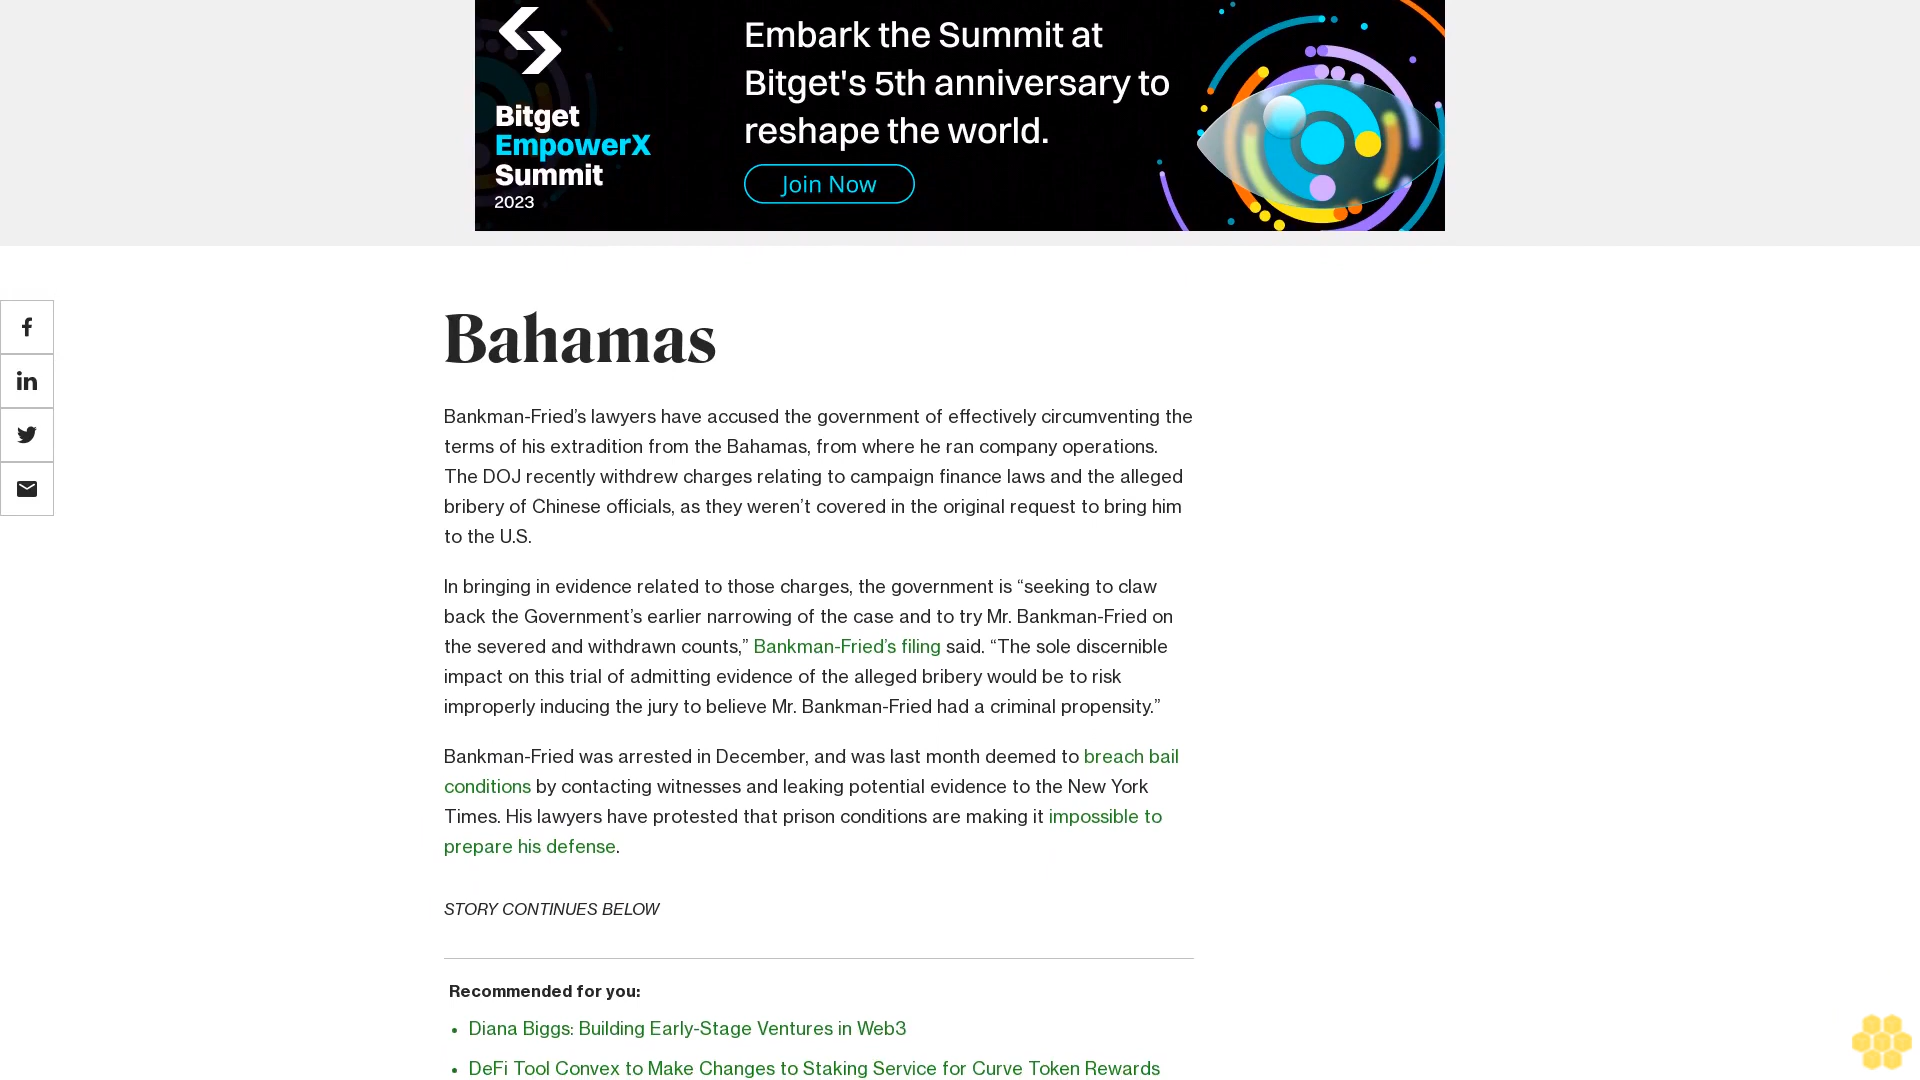 Bitget
EmpowerX
Summit
2023
Embark the Summit at
Bitget's 5th anniversary to
reshape the world.
Join Now
Bahamas
Bankman-Fried’s lawyers have accused the government of effectively circumventing the
terms of his extradition from the Bahamas, from where he ran company operations.
The DOJ recently withdrew charges relating to campaign finance laws and the alleged
bribery of Chinese officials, as they weren’t covered in the original request to bring him
to the U.S.
In bringing in evidence related to those charges, the government is “seeking to claw
back the Government’s earlier narrowing of the case and to try Mr. Bankman-Fried on
the severed and withdrawn counts,” Bankman-Fried’s filing said. “The sole discernible
impact on this trial of admitting evidence of the alleged bribery would be to risk
improperly inducing the jury to believe Mr. Bankman-Fried had a criminal propensity.”
Bankman-Fried was arrested in December, and was last month deemed to breach bail
conditions by contacting witnesses and leaking potential evidence to the New York
Times. His lawyers have protested that prison conditions are making it impossible to
prepare his defense.
STORY CONTINUES BELOW
Recommended for you:
• Diana Biggs: Building Early-Stage Ventures in Web3
• DeFi Tool Convex to Make Changes to Staking Service for Curve Token Rewards